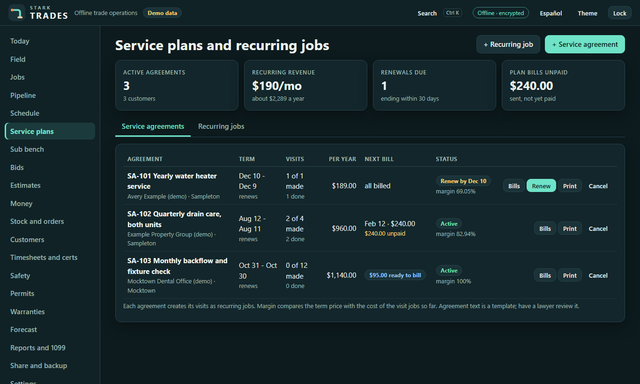 STARK
TRADES
Offline trade operations
Demo data
Search
Ctrl K
Offline · encrypted
Español
Theme
Lock
Today
Field
Jobs
Pipeline
Schedule
Service plans
Sub bench
Bids
Estimates
Money
Stock and orders
Customers
Timesheets and certs
Safety
Permits
Warranties
Forecast
Reports and 1099
Share and backup
Settings
Service plans and recurring jobs
+ Recurring job
+ Service agreement
ACTIVE AGREEMENTS
3
3 customers
RECURRING REVENUE
$190/mo
about $2,289 a year
RENEWALS DUE
1
ending within 30 days
PLAN BILLS UNPAID
$240.00
sent, not yet paid
Service agreements
Recurring jobs
AGREEMENT
TERM
VISITS
PER YEAR
NEXT BILL
STATUS
SA-101 Yearly water heater
service
Avery Example (demo) · Sampleton
Dec 10 -
Dec 9
renews
1 of 1
made
1 done
$189.00
all billed
Renew by Dec 10
margin 69.05%
Bills
Renew
Print
Cancel
SA-102 Quarterly drain care,
both units
Example Property Group (demo) ·
Sampleton
Aug 12 -
Aug 11
renews
2 of 4
made
2 done
$960.00
Feb 12 - $240.00
$240.00 unpaid
Active
margin 82.94%
Bills
Print
Cancel
SA-103 Monthly backflow and
fixture check
Mocktown Dental Office (demo) ·
Mocktown
Oct 31 - Oct
30
renews
0 of 12
made
0 done
$1,140.00
$95.00 ready to bill
Active
margin 100%
Bills
Print
Cancel
Each agreement creates its visits as recurring jobs. Margin compares the term price with the cost of the visit jobs so far. Agreement text is a template; have a lawyer review it.